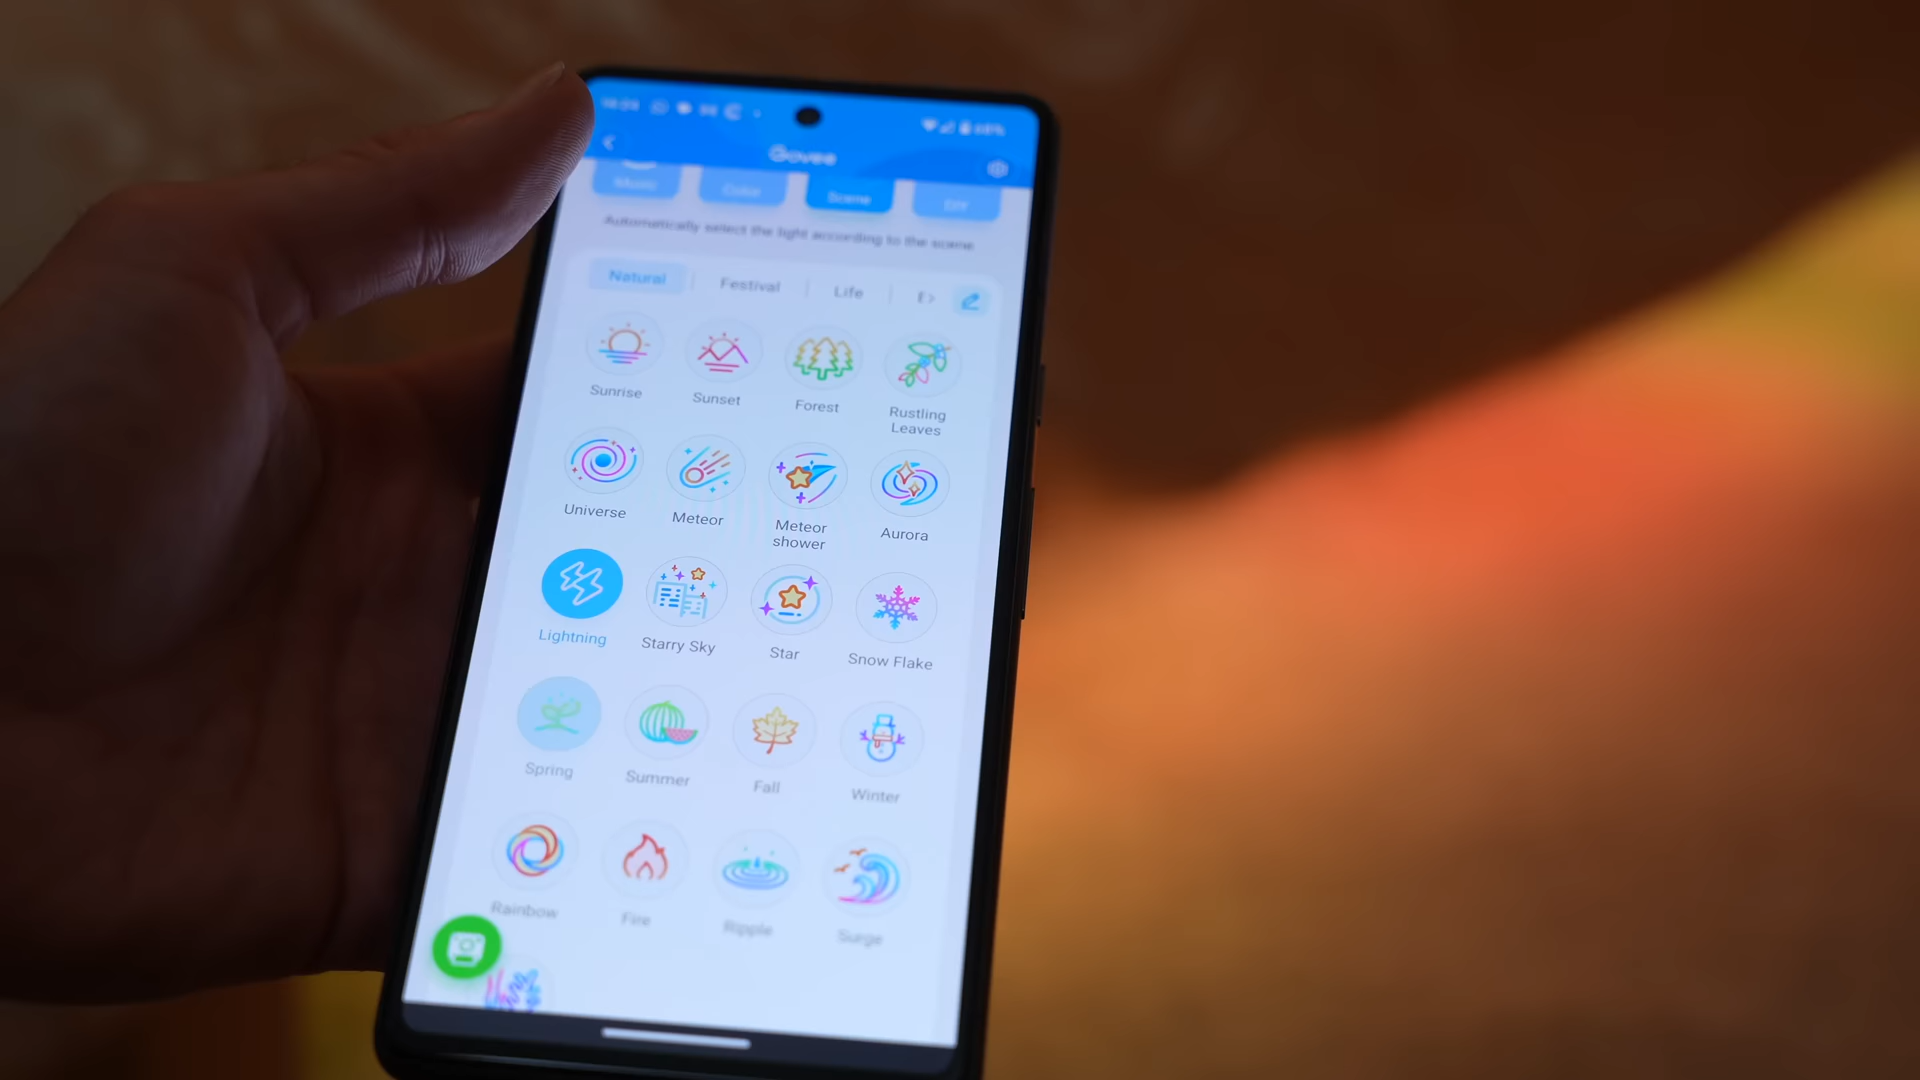 68%
Govee
Music Color Scene DIY
Automatically select the light according to the scene
Natural Festival Life E>
Sunrise Sunset Forest Rustling
Leaves
Universe Meteor Meteor Aurora
shower
Lightning Starry Sky Star Snow Flake
Spring Summer Fall Winter
Rainbow Fire Ripple Surge